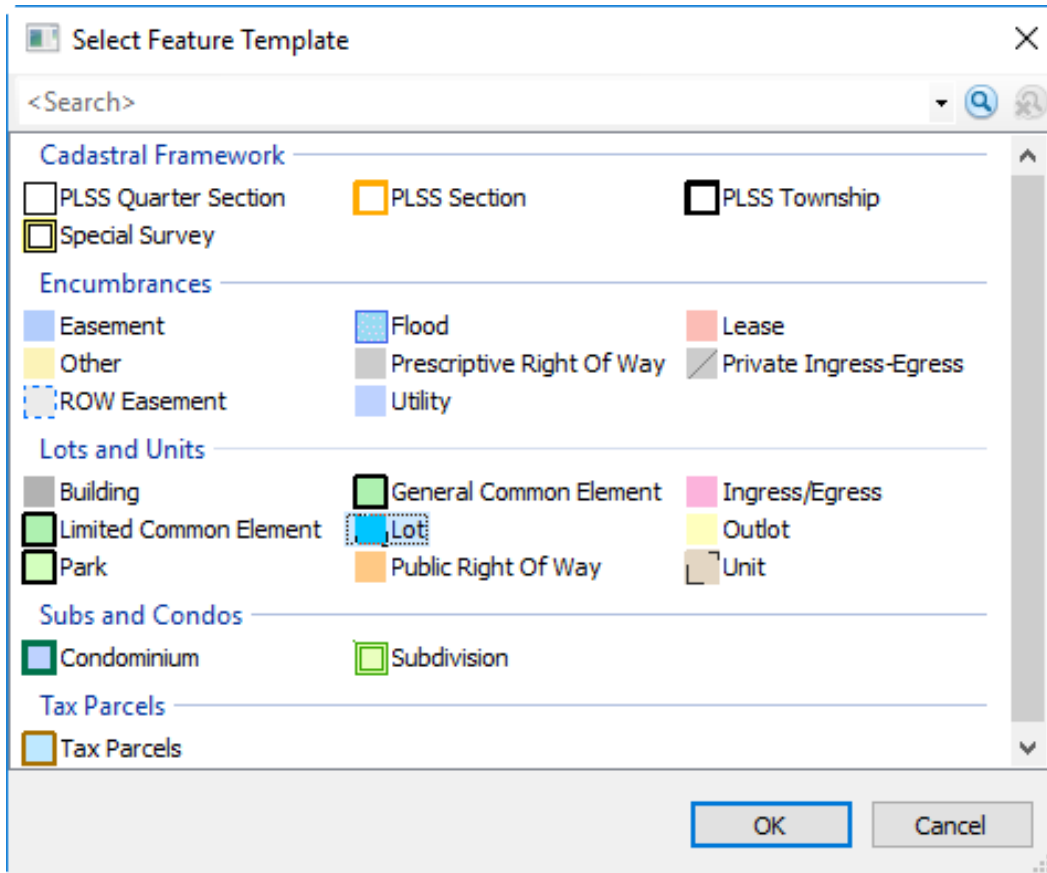 Select Feature Template
<Search>
Cadastral Framework
PLSS Quarter Section PLSS Section PLSS Township
Special Survey
Encumbrances
Easement Flood Lease
Other Prescriptive Right Of Way Private Ingress-Egress
ROW Easement Utility
Lots and Units
Building General Common Element Ingress/Egress
Limited Common Element Lot Outlot
Park Public Right Of Way Unit
Subs and Condos
Condominium Subdivision
Tax Parcels
Tax Parcels
OK Cancel